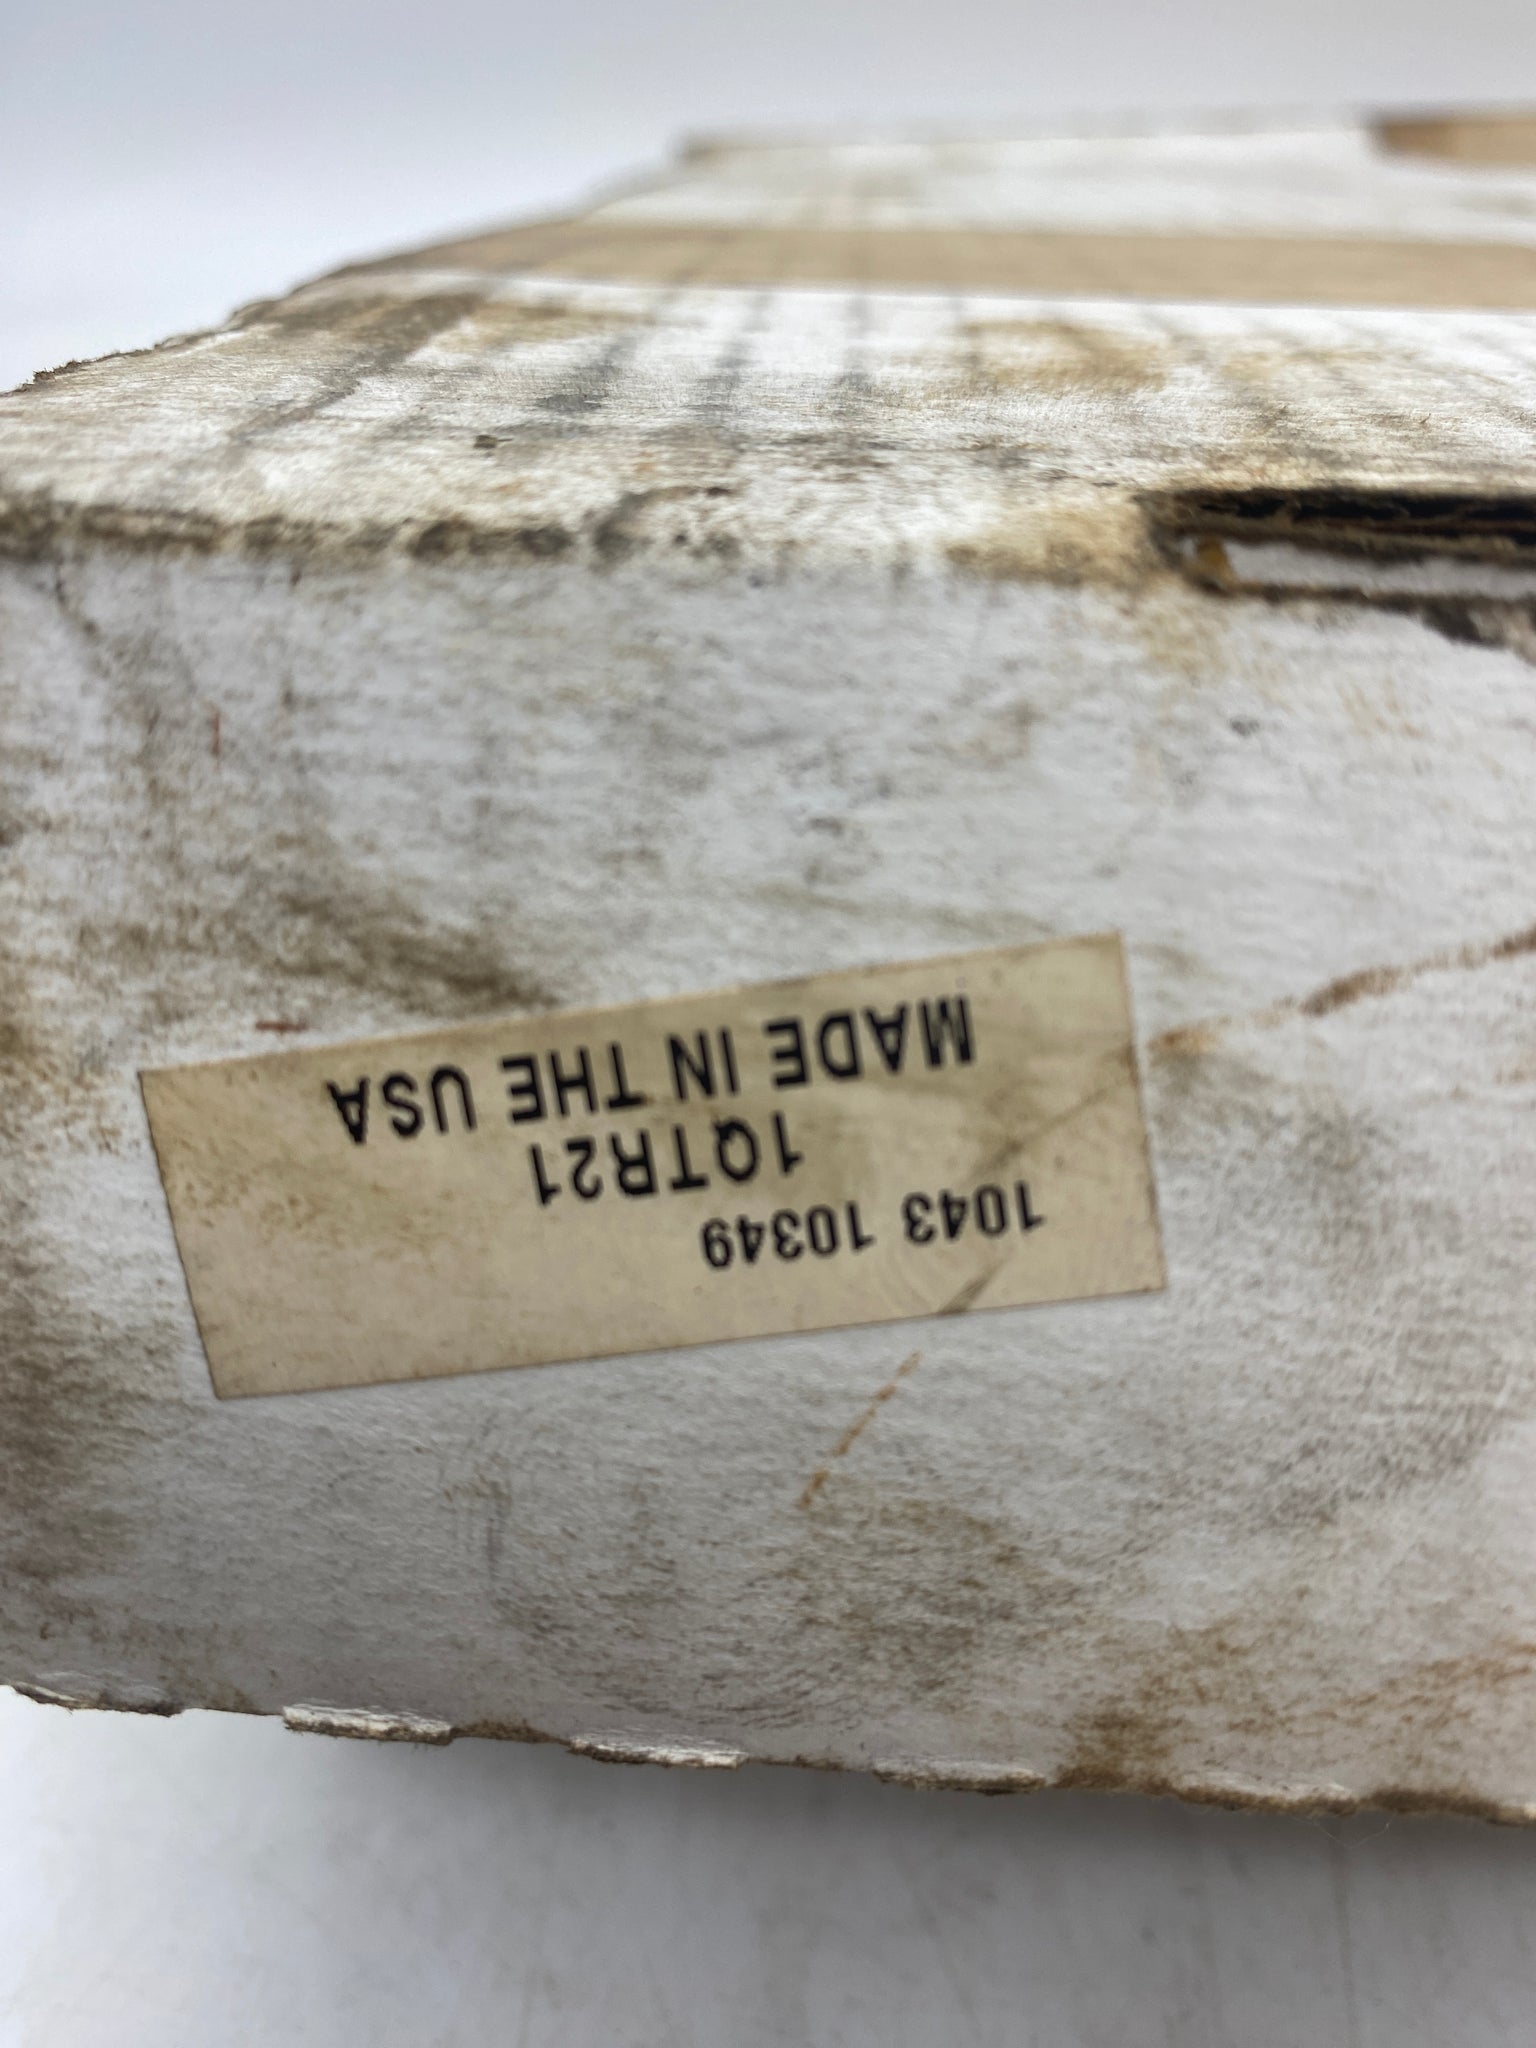 1043 10349
1QTR21
MADE IN THE USA